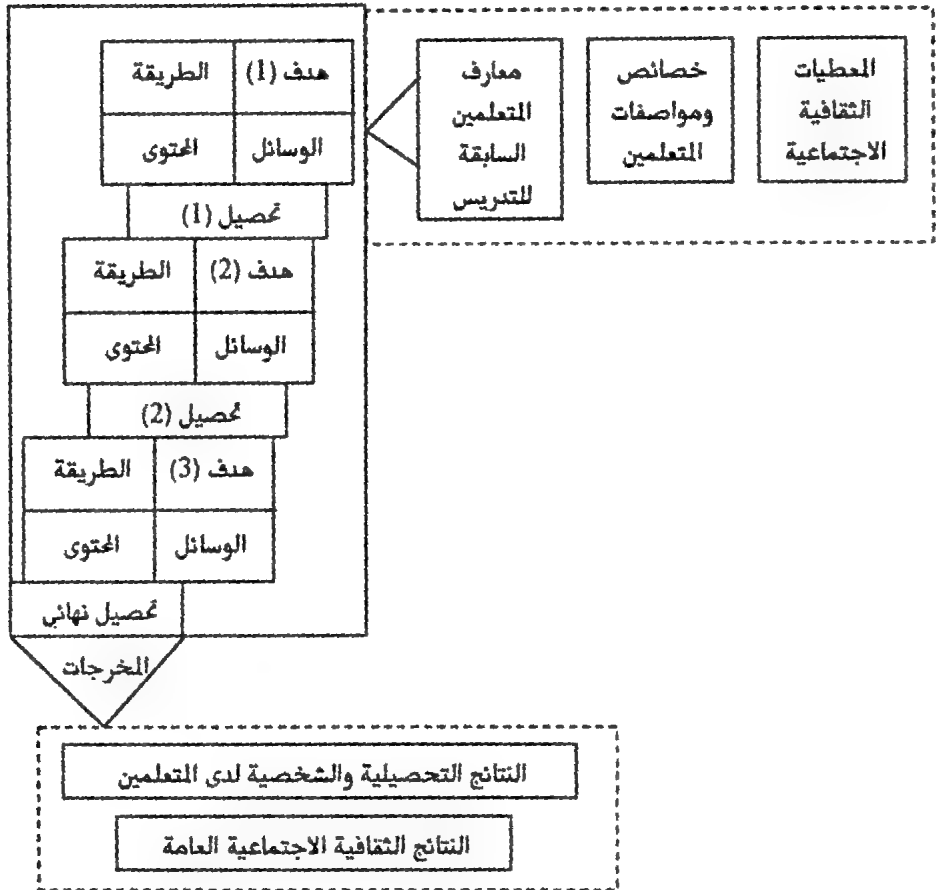 المعطيات
الثقافية
الاجتماعية
خصائص
ومواصفات
المتعلمين
معارف
المتعلمين
السابقة
للتدريس
هدف (1)
الطريقة
الوسائل
المحتوى
تحصيل (1)
هدف (2)
الطريقة
الوسائل
المحتوى
تحصيل (2)
هدف (3)
الطريقة
الوسائل
المحتوى
تحصيل نهائي
المخرجات
النتائج التحصيلية والشخصية لدى المتعلمين
النتائج الثقافية الاجتماعية العامة